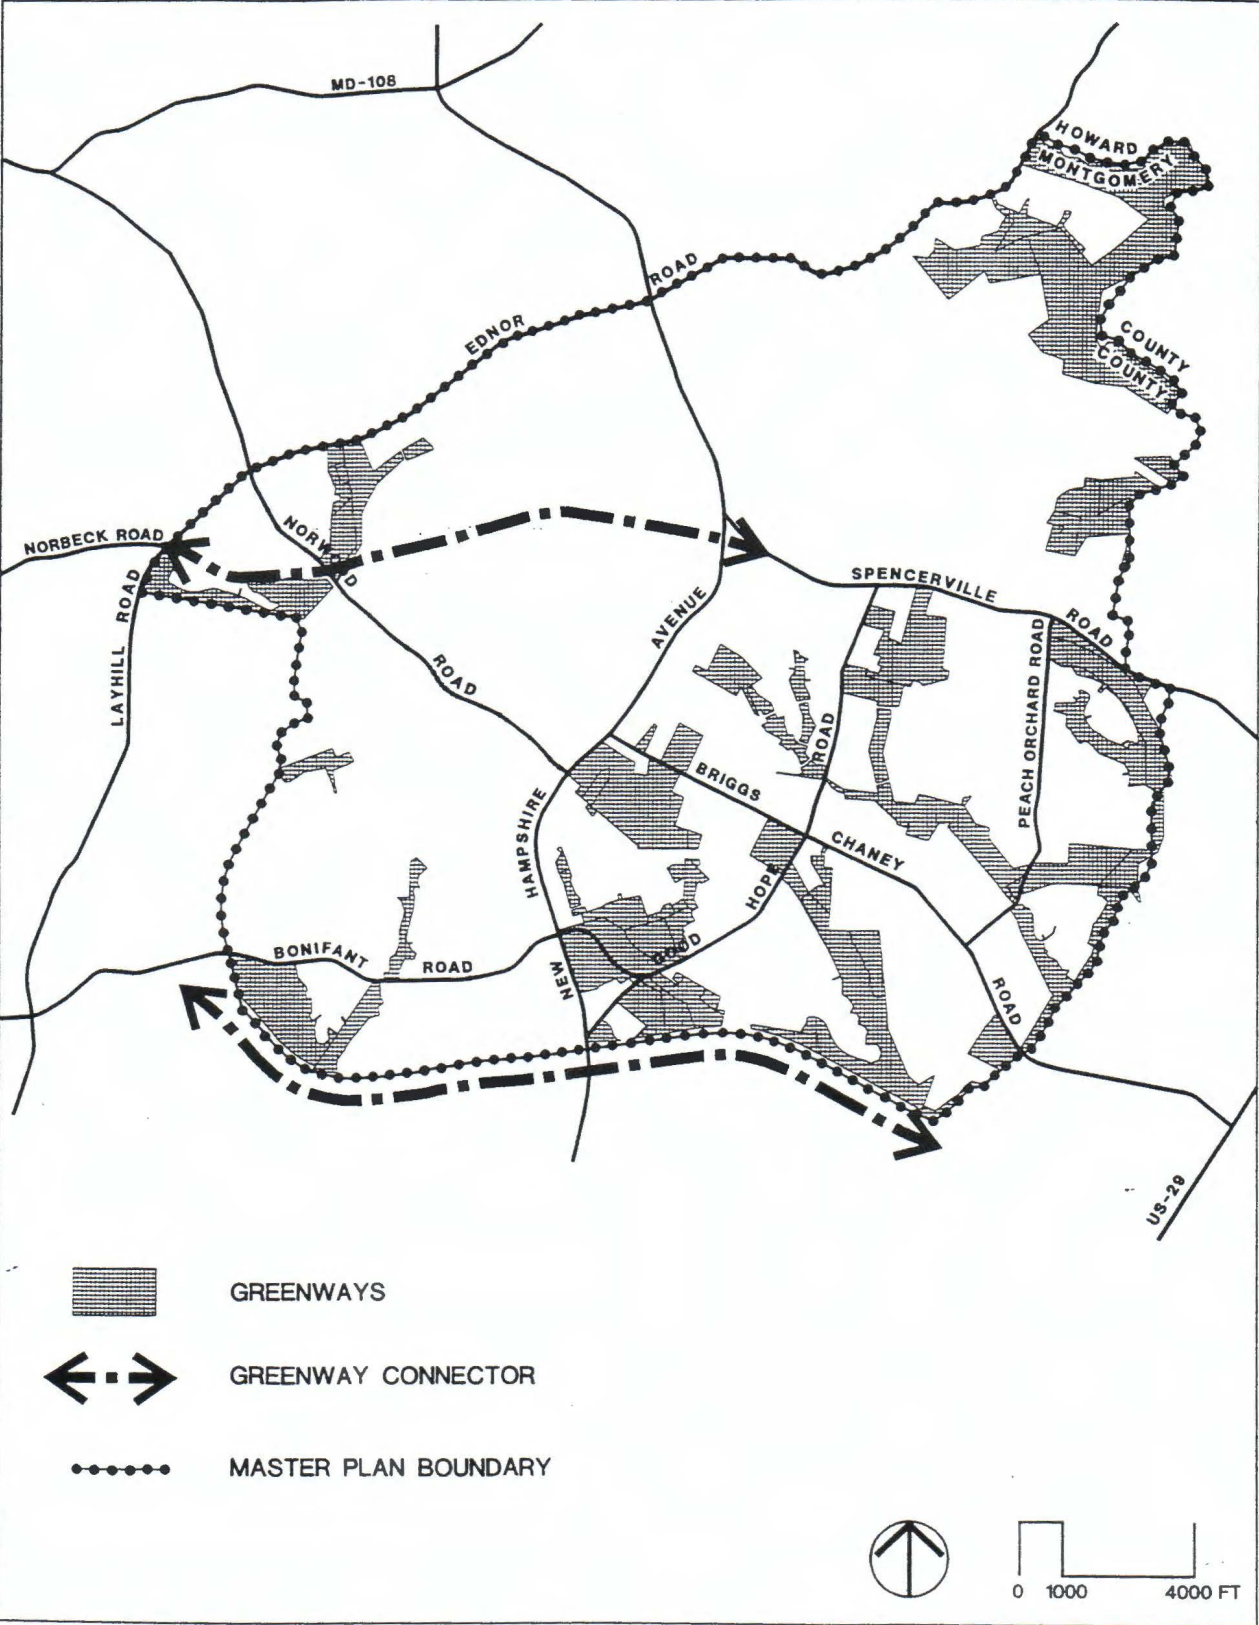 MD-108
HOWARD
MONTGOMERY
ROAD
EDNOR
COUNTY
COUNTY
NORBECK ROAD
NORWOOD
SPENCERVILLE
ROAD
LAYHILL ROAD
AVENUE
ROAD
PEACH ORCHARD ROAD
ROAD
BRIGGS
CHANEY
HAMPSHIRE
HOPE
GOOD
BONIFANT
ROAD
NEW
ROAD
US-29
GREENWAYS
GREENWAY CONNECTOR
MASTER PLAN BOUNDARY
0 1000 4000 FT